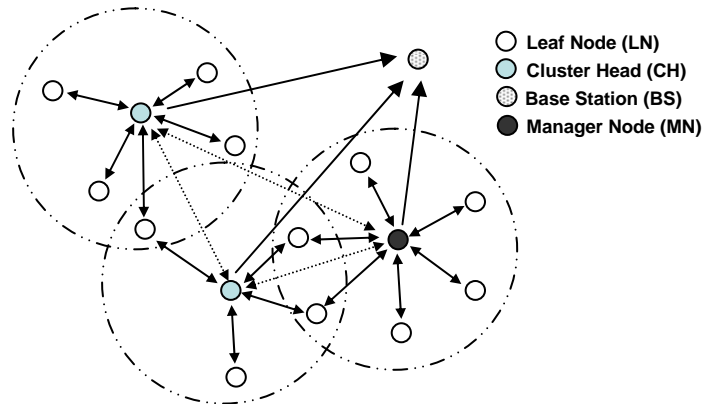 Leaf Node (LN)
Cluster Head (CH)
Base Station (BS)
Manager Node (MN)